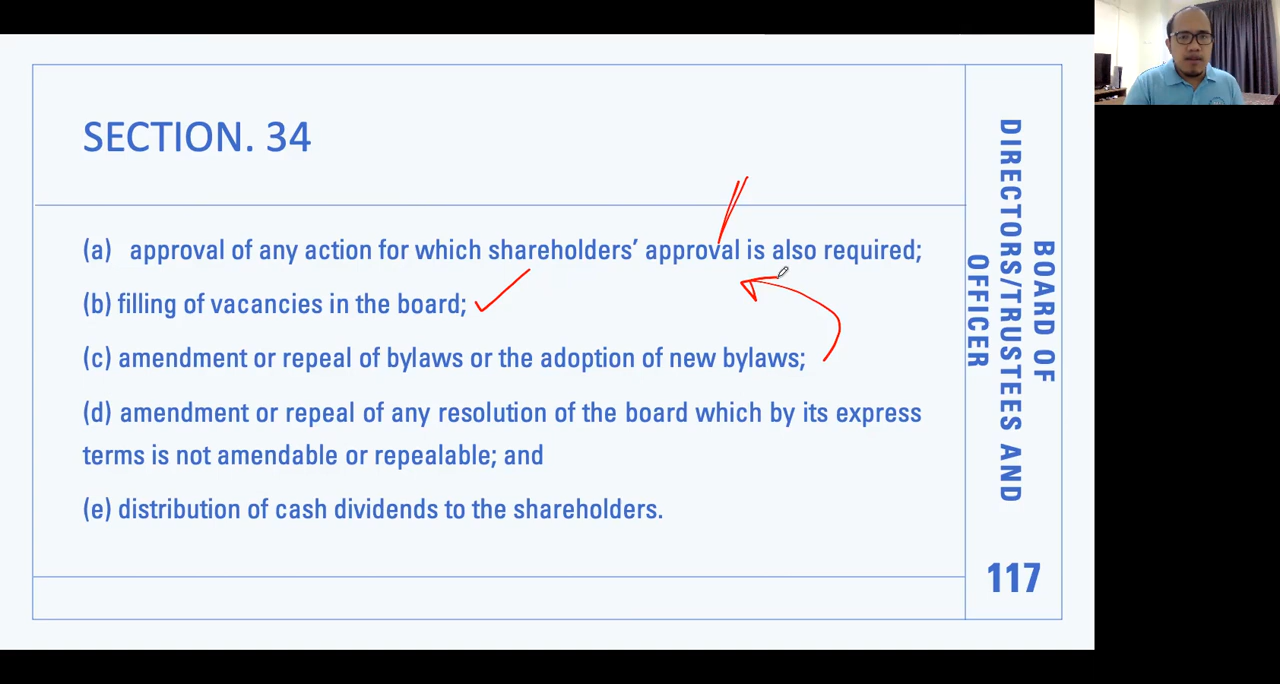 SECTION. 34
(a) approval of any action for which shareholders' approval is also required;
(b) filling of vacancies in the board;
(c) amendment or repeal of bylaws or the adoption of new bylaws;
(d) amendment or repeal of any resolution of the board which by its express
terms is not amendable or repealable; and
(e) distribution of cash dividends to the shareholders.
BOARD OF
DIRECTORS/TRUSTEES AND
OFFICER
117